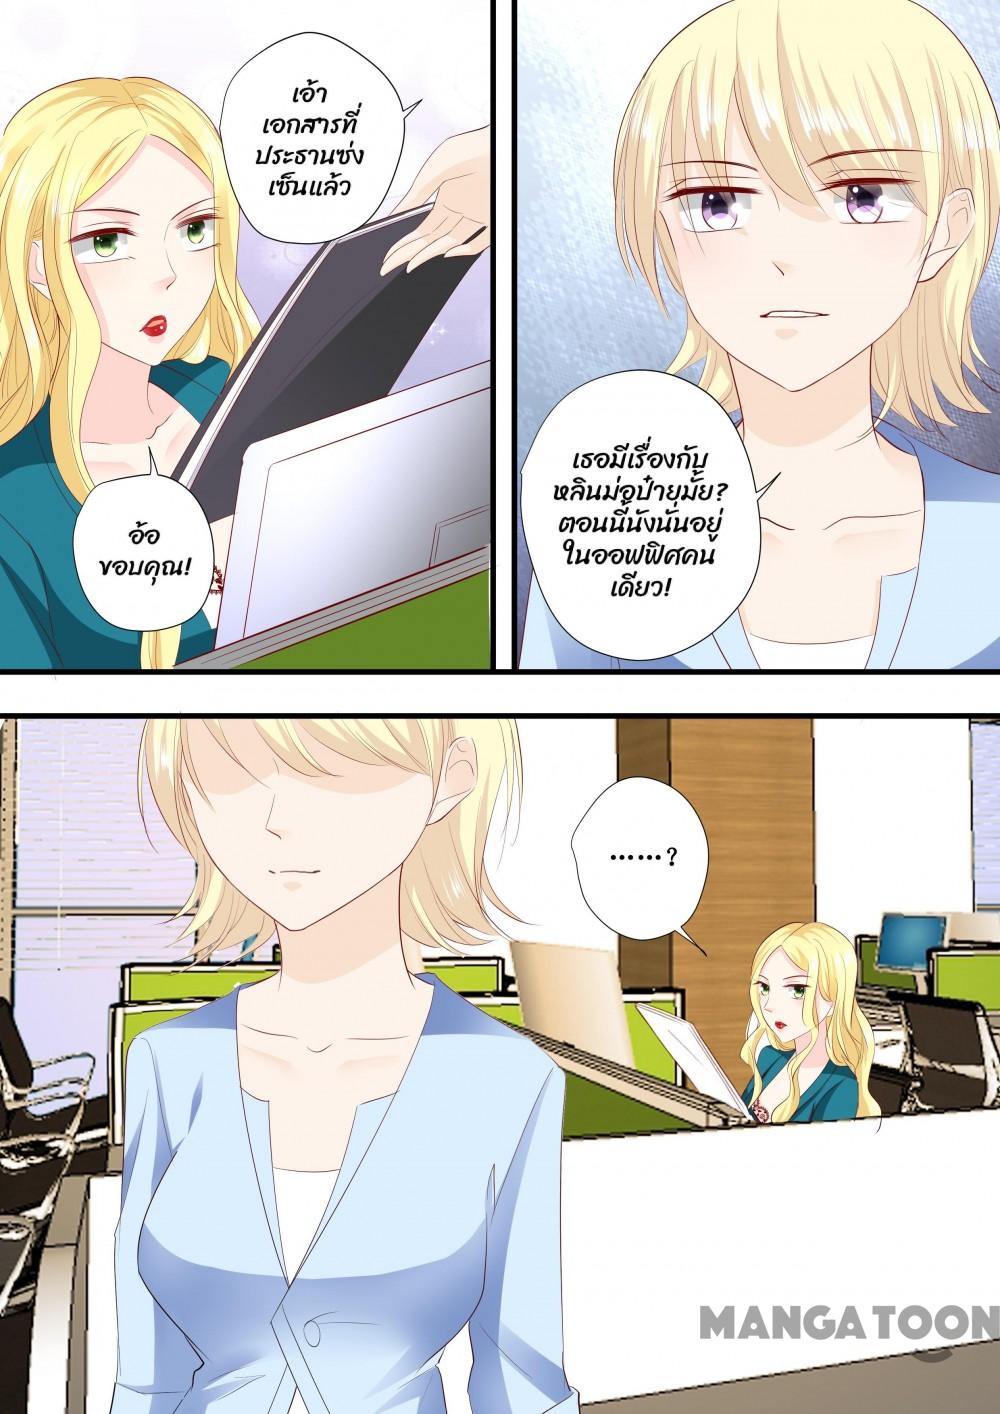 เอ้า
เอกสารที่
ประธานซ่ง
เซ็นแล้ว
อ้อ
ขอบคุณ!
เธอมีเรื่องกับ
หลินม่อป๋ายมั้ย?
ตอนนี้นังนั่นอยู่
ในออฟฟิศคน
เดียว!
……?
MANGATOON